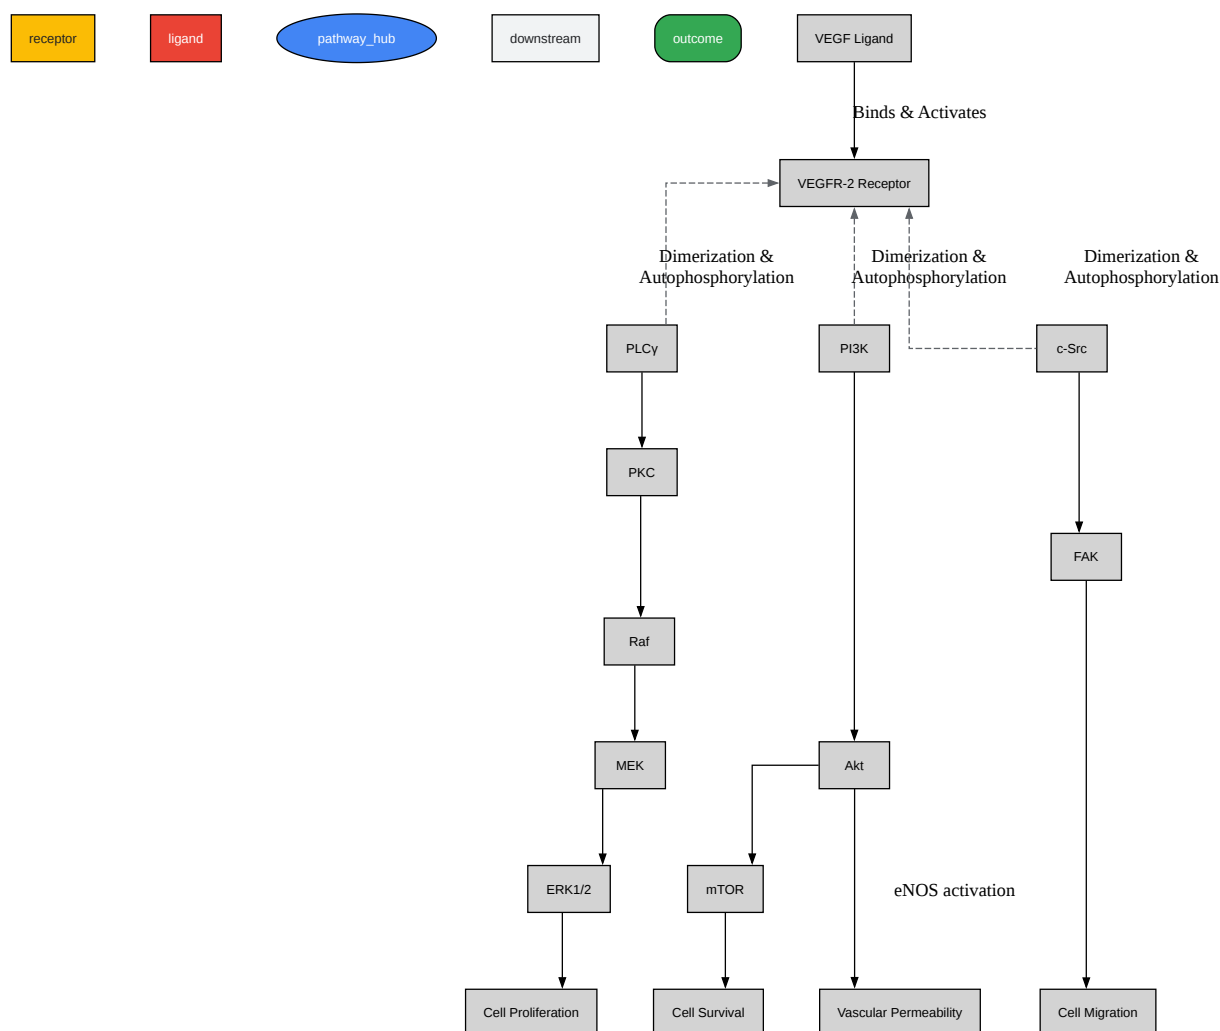 receptor
ligand
pathway_hub
downstream
outcome
VEGF Ligand
Binds & Activates
VEGFR-2 Receptor
Dimerization &
Autophosphorylation
Dimerization &
Autophosphorylation
Dimerization &
Autophosphorylation
PLCγ
PI3K
c-Src
PKC
FAK
Raf
MEK
Akt
ERK1/2
mTOR
eNOS activation
Cell Proliferation
Cell Survival
Vascular Permeability
Cell Migration